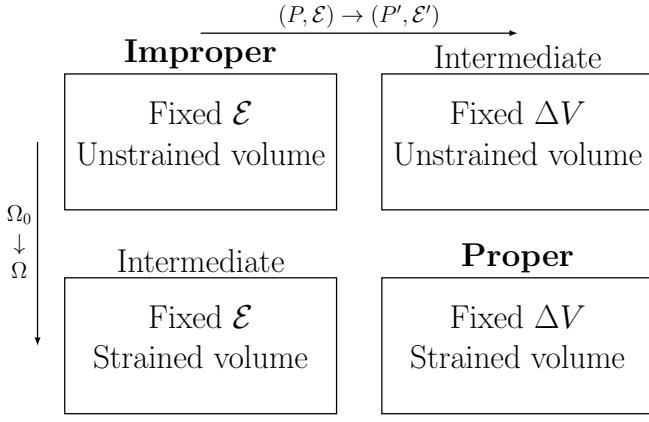 (P, ℰ) → (P′, ℰ′)
Improper
Intermediate
Fixed ℰ
Unstrained volume
Fixed ΔV
Unstrained volume
Ω₀
↓
Ω
Intermediate
Proper
Fixed ℰ
Strained volume
Fixed ΔV
Strained volume